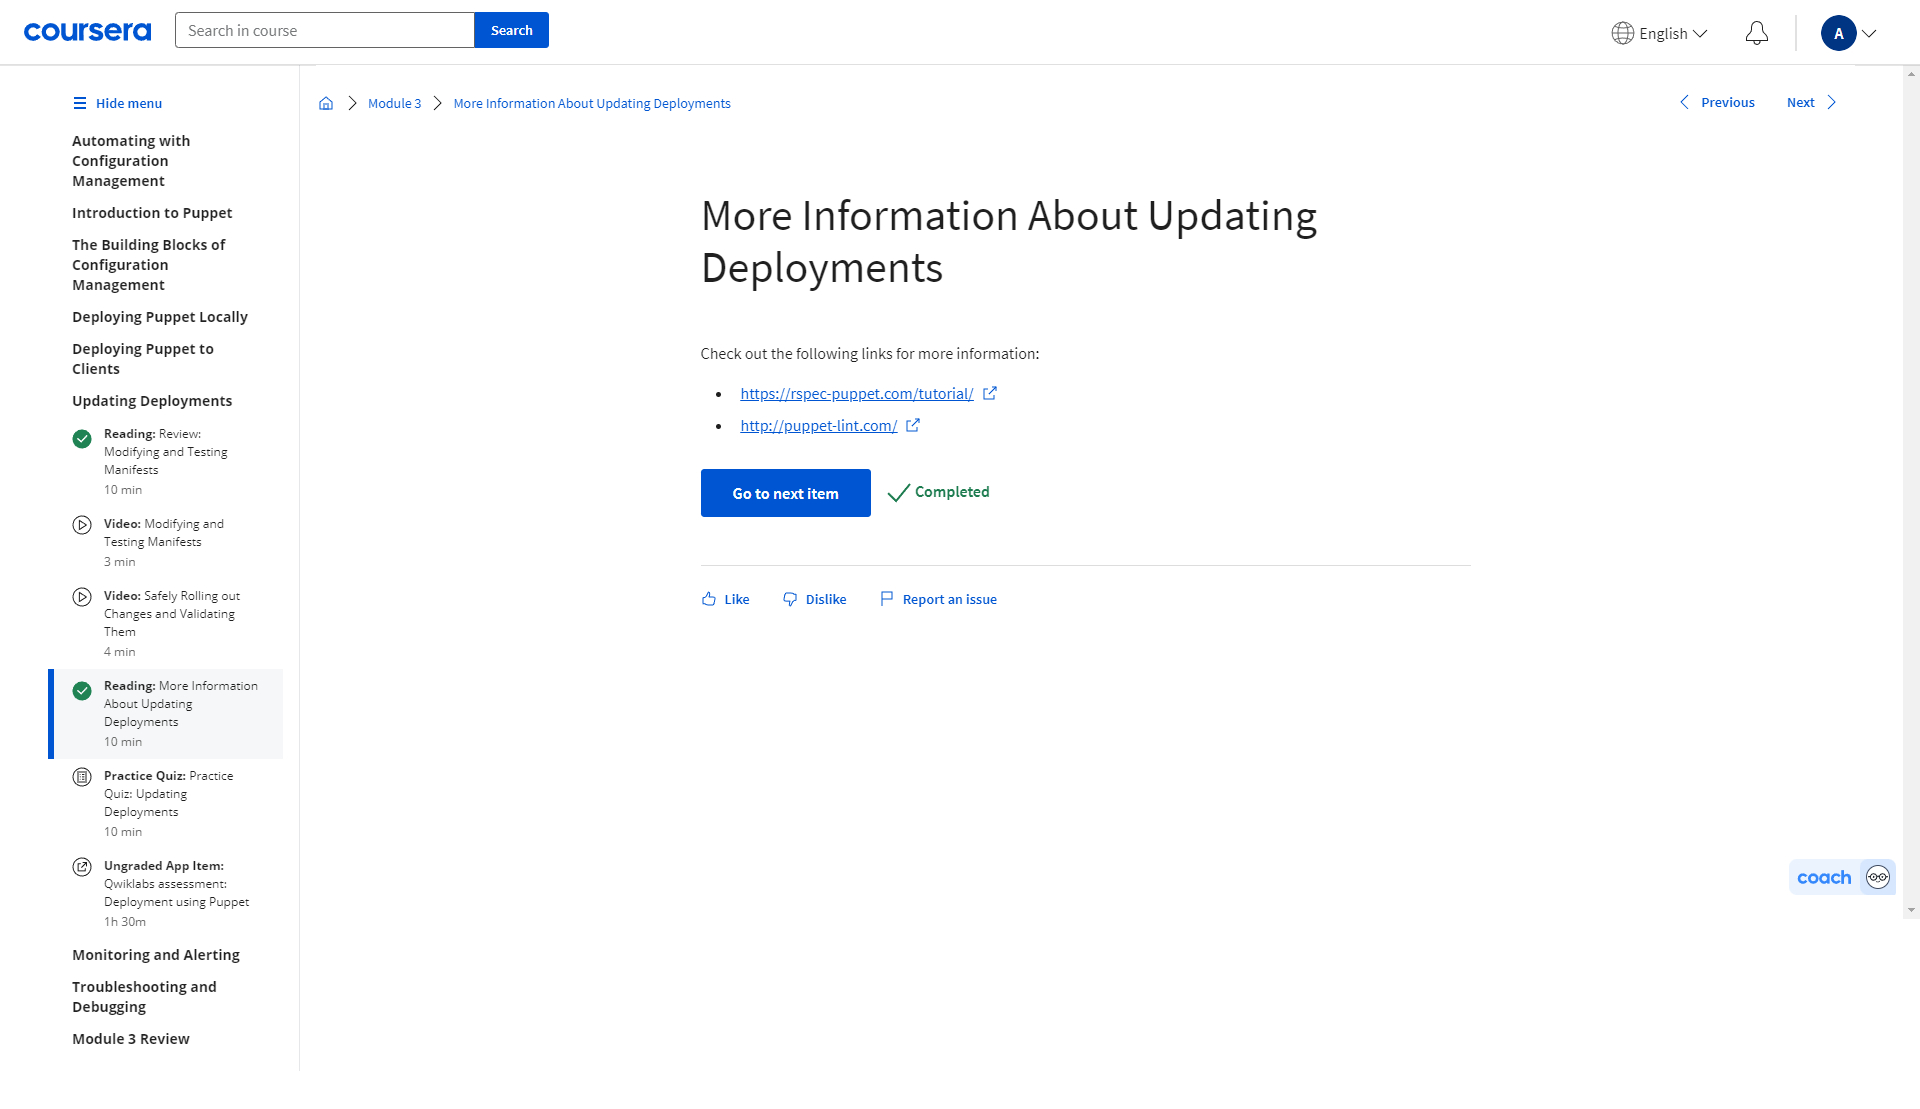 coursera
Search in course
Search
English
A
Hide menu
Automating with
Configuration
Management
Introduction to Puppet
The Building Blocks of
Configuration
Management
Deploying Puppet Locally
Deploying Puppet to
Clients
Updating Deployments
Reading: Review:
Modifying and Testing
Manifests
10 min
Video: Modifying and
Testing Manifests
3 min
Video: Safely Rolling out
Changes and Validating
Them
4 min
Reading: More Information
About Updating
Deployments
10 min
Practice Quiz: Practice
Quiz: Updating
Deployments
10 min
Ungraded App Item:
Qwiklabs assessment:
Deployment using Puppet
1h 30m
Monitoring and Alerting
Troubleshooting and
Debugging
Module 3 Review
Module 3
More Information About Updating Deployments
Previous
Next
More Information About Updating
Deployments
Check out the following links for more information:
https://rspec-puppet.com/tutorial/
http://puppet-lint.com/
Go to next item
Completed
Like
Dislike
Report an issue
coach